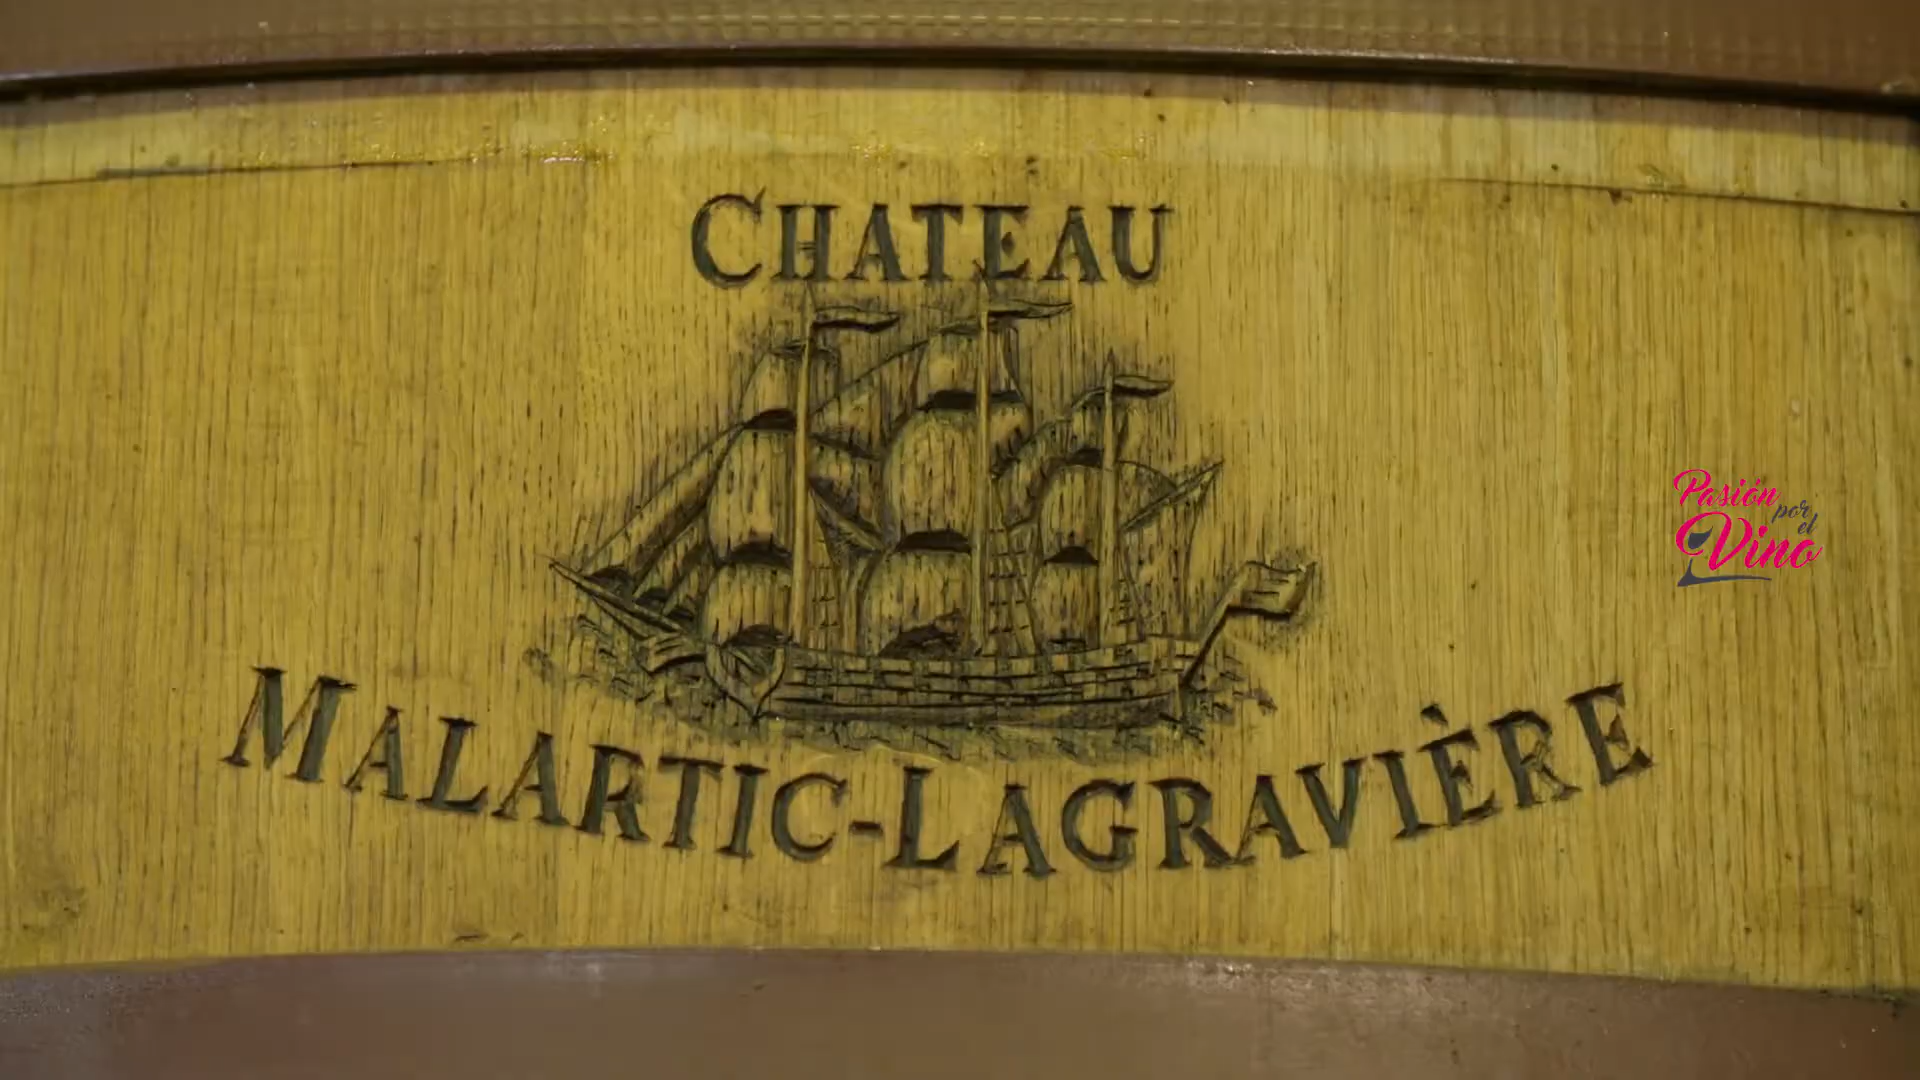 CHATEAU
MALARTIC-LAGRAVIÈRE
Pasión
por
el
Vino